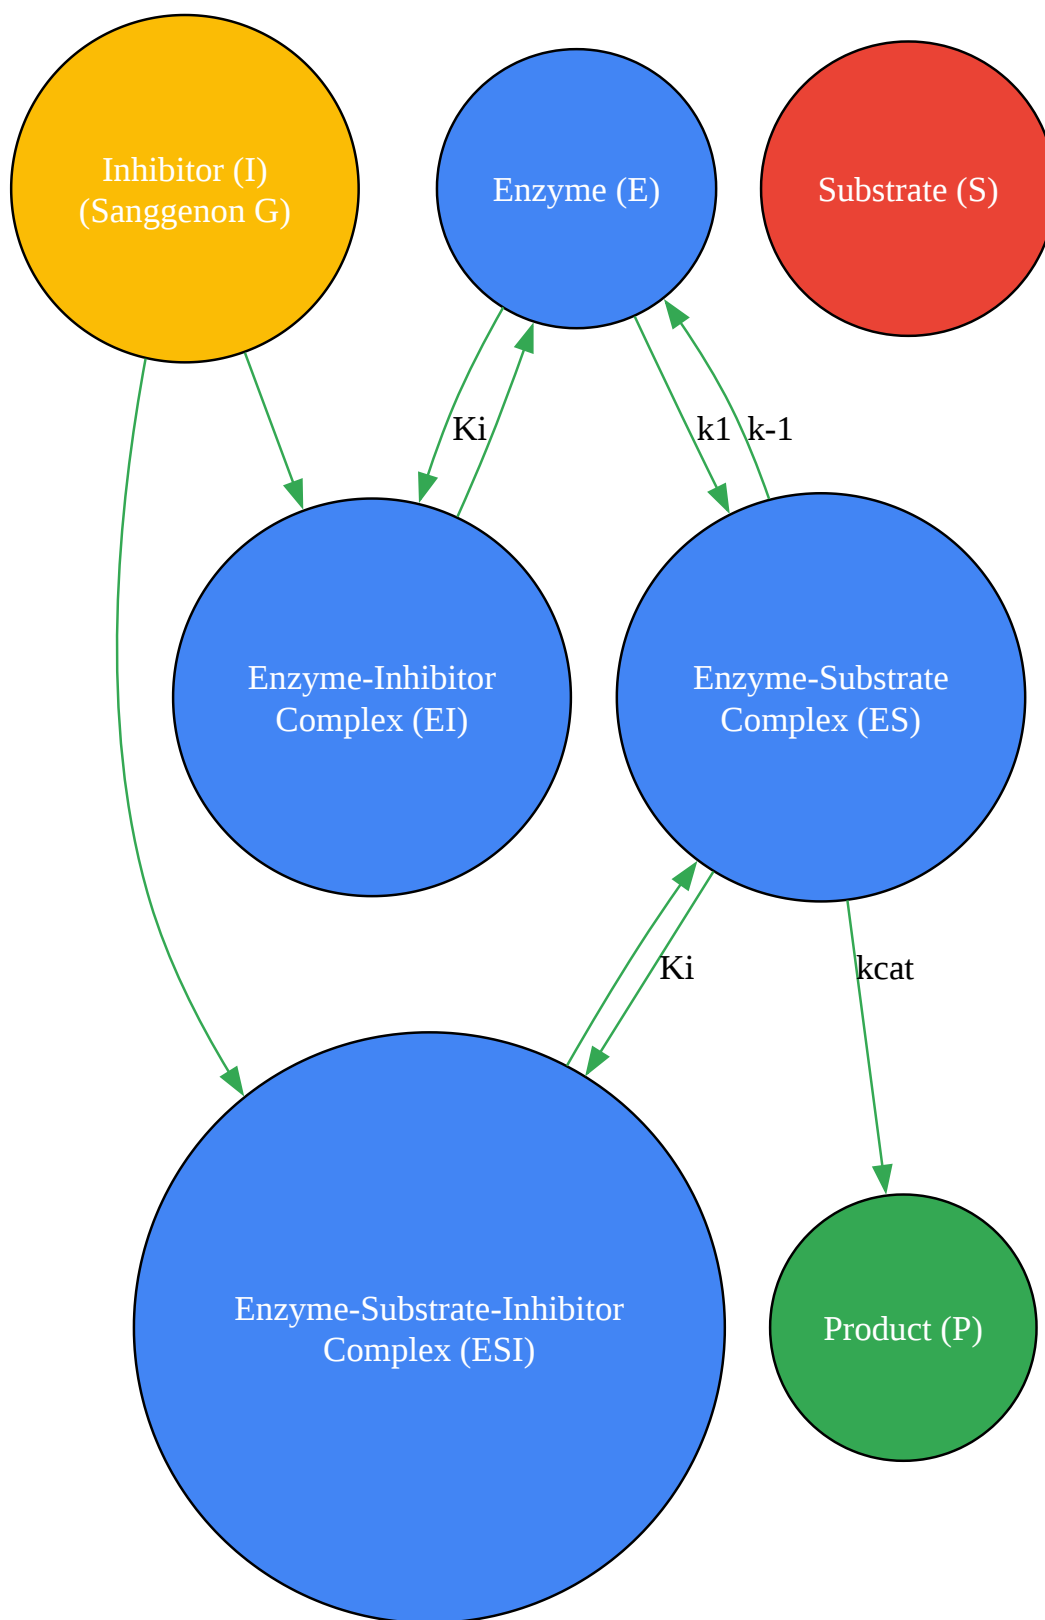 Inhibitor (I)
(Sanggenon G)
Enzyme (E)
Substrate (S)
Ki
k1
k-1
Enzyme-Inhibitor
Complex (EI)
Enzyme-Substrate
Complex (ES)
Ki
kcat
Enzyme-Substrate-Inhibitor
Complex (ESI)
Product (P)